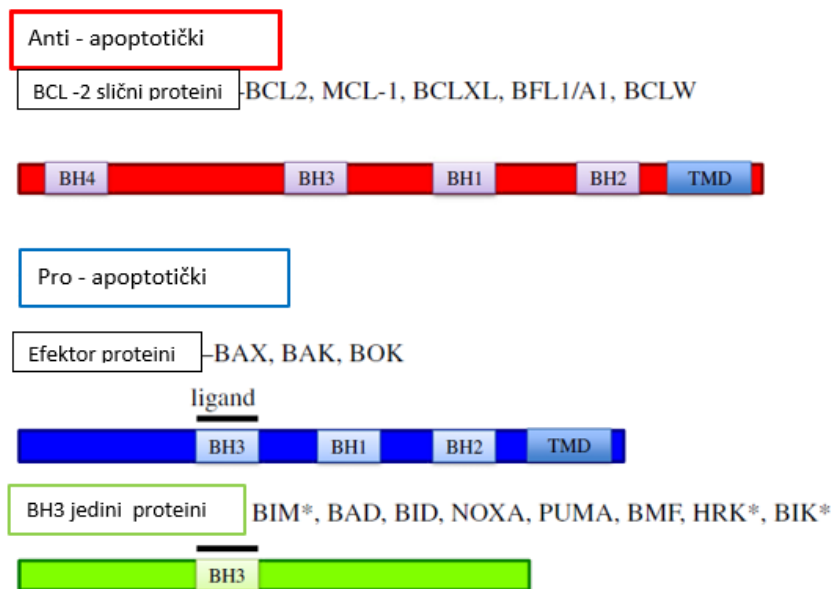 Anti - apoptotički
BCL -2 slični proteini -BCL2, MCL-1, BCLXL, BFL1/A1, BCLW
BH4 BH3 BH1 BH2 TMD
Pro - apoptotički
Efektor proteini –BAX, BAK, BOK
ligand
BH3 BH1 BH2 TMD
BH3 jedini proteini BIM*, BAD, BID, NOXA, PUMA, BMF, HRK*, BIK*
BH3